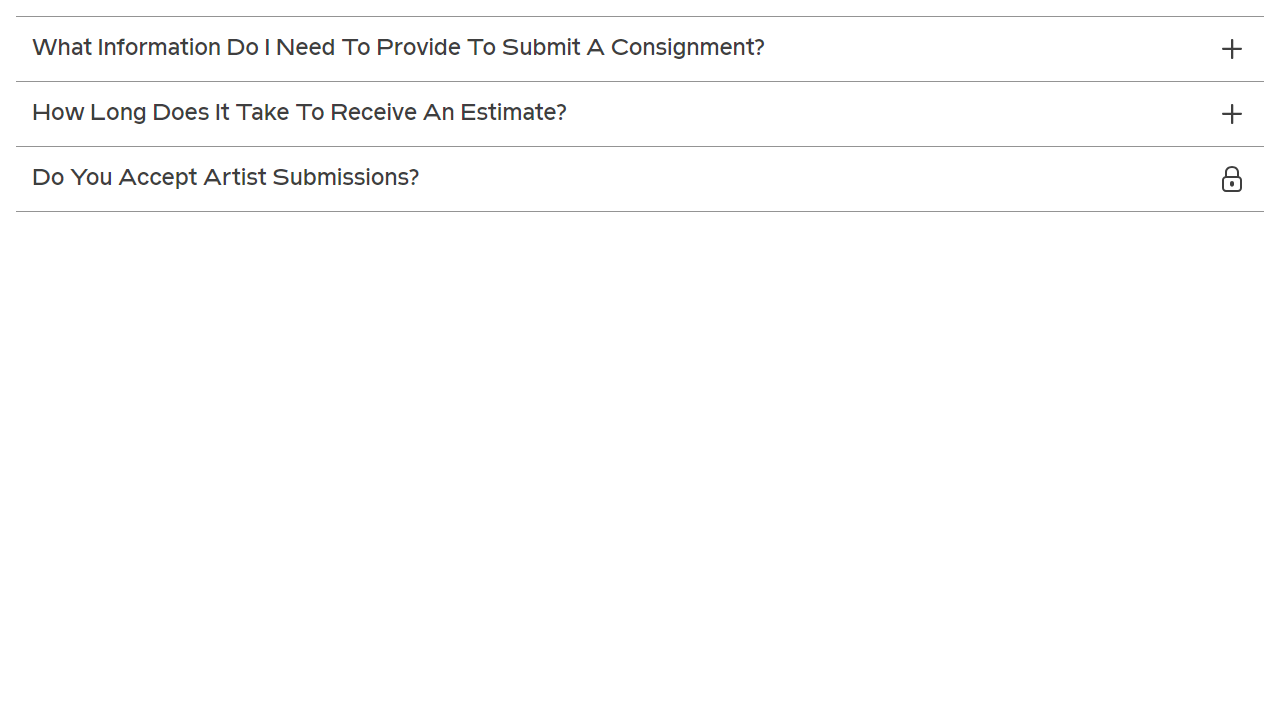 What Information Do I Need To Provide To Submit A Consignment?
How Long Does It Take To Receive An Estimate?
Do You Accept Artist Submissions?